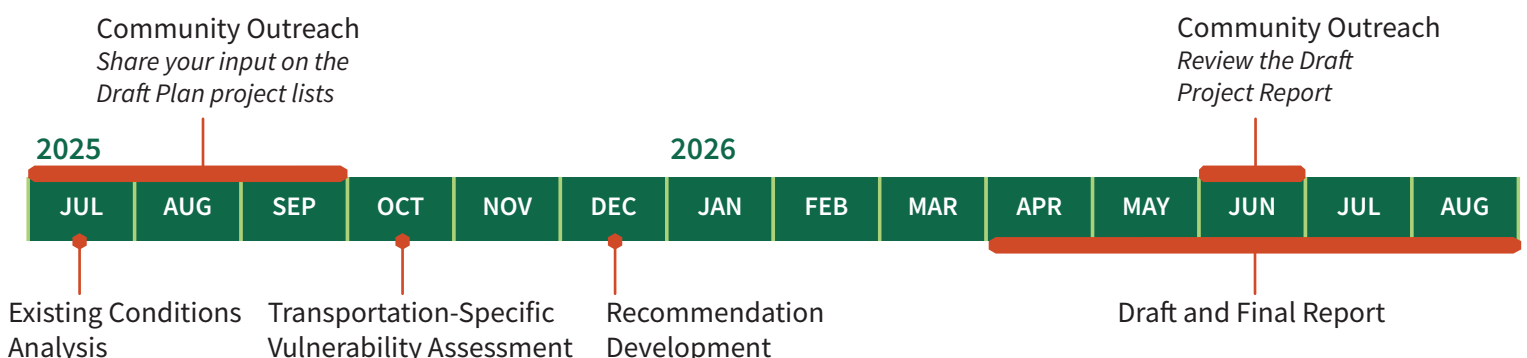 Community Outreach
Share your input on the
Draft Plan project lists
Community Outreach
Review the Draft
Project Report
2025
2026
JUL AUG SEP OCT NOV DEC JAN FEB MAR APR MAY JUN JUL AUG
Existing Conditions
Analysis
Transportation-Specific
Vulnerability Assessment
Recommendation
Development
Draft and Final Report